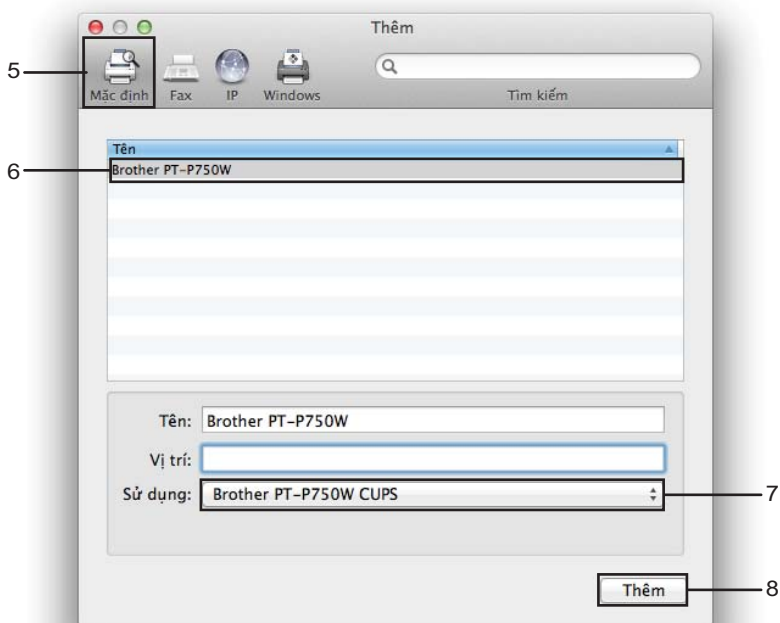 Thêm
5
Mặc định Fax IP Windows Tìm kiếm
Tên
6
Brother PT-P750W
Tên: Brother PT-P750W
Vị trí:
Sử dụng: Brother PT-P750W CUPS
7
Thêm
8